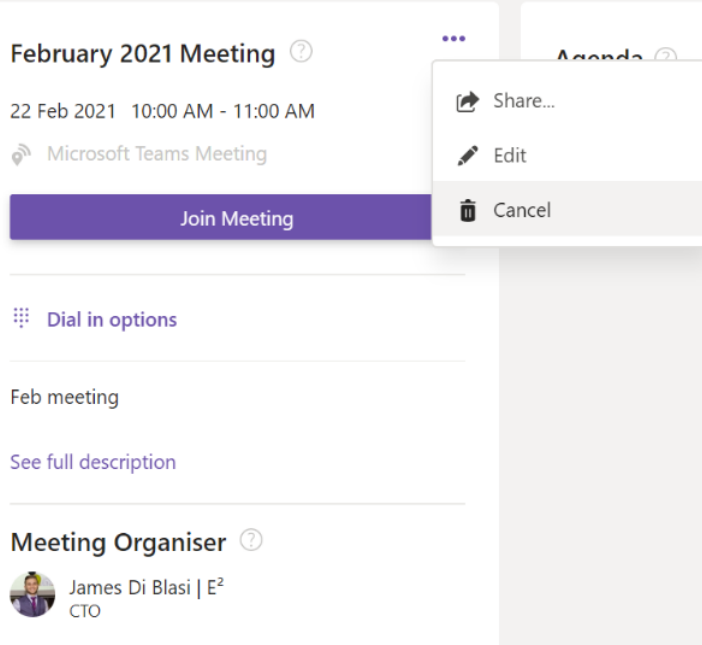 February 2021 Meeting ?
22 Feb 2021 10:00 AM - 11:00 AM
Microsoft Teams Meeting
Join Meeting
Dial in options
Feb meeting
See full description
Meeting Organiser ?
James Di Blasi | E²
CTO
Agenda ?
Share...
Edit
Cancel